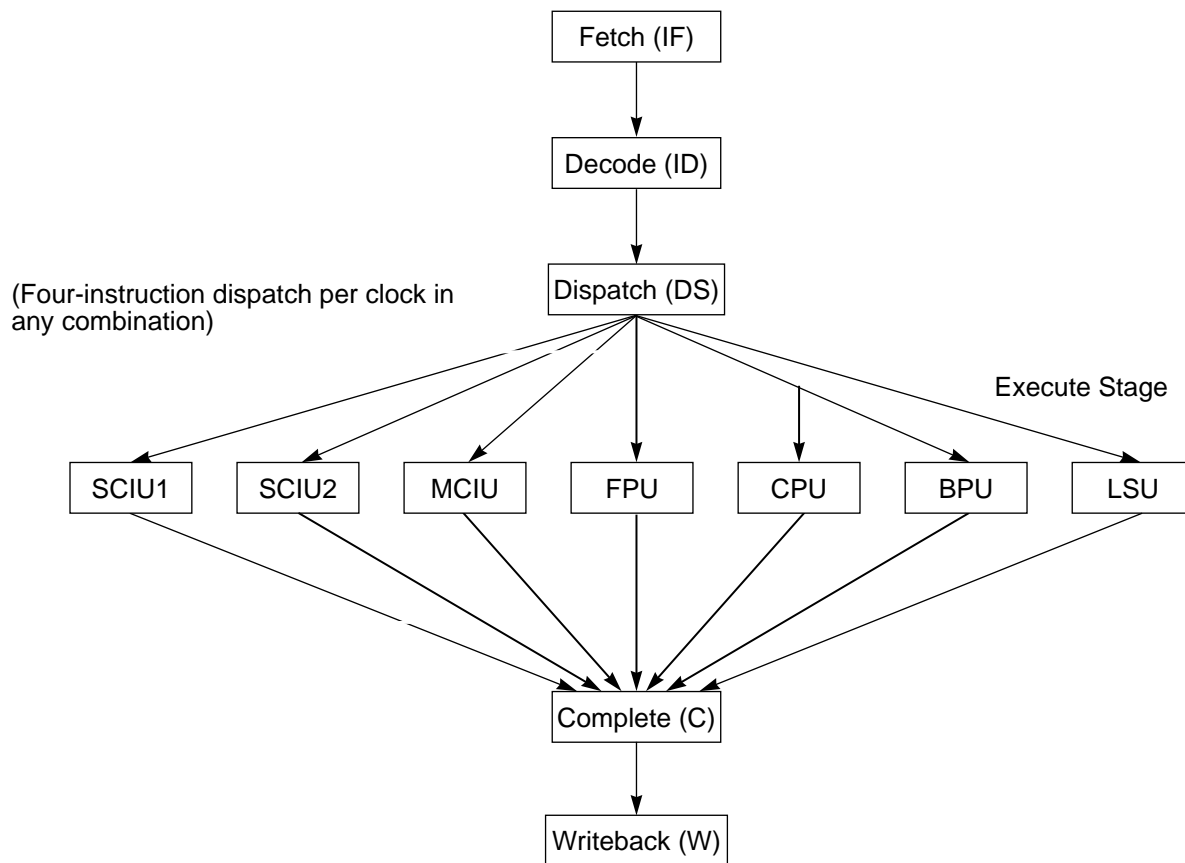 Fetch (IF)
Decode (ID)
Dispatch (DS)
(Four-instruction dispatch per clock in
any combination)
Execute Stage
SCIU1
SCIU2
MCIU
FPU
CPU
BPU
LSU
Complete (C)
Writeback (W)